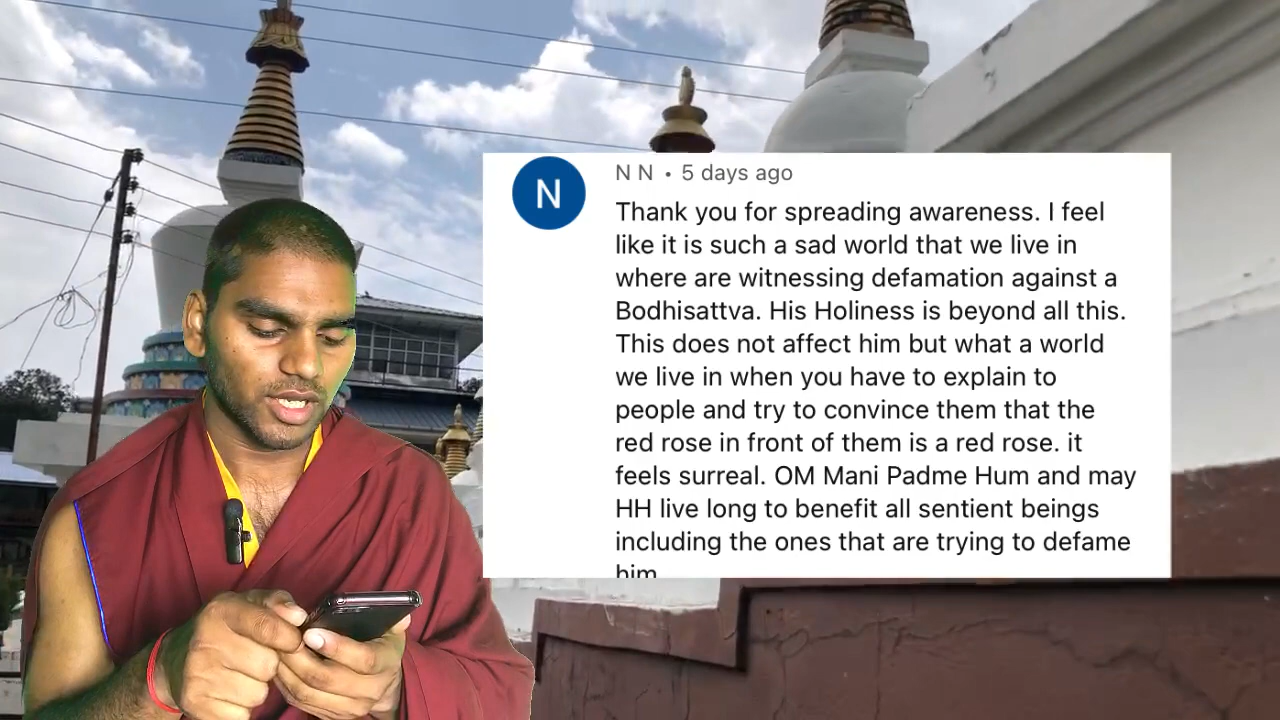 N
N N • 5 days ago
Thank you for spreading awareness. I feel
like it is such a sad world that we live in
where are witnessing defamation against a
Bodhisattva. His Holiness is beyond all this.
This does not affect him but what a world
we live in when you have to explain to
people and try to convince them that the
red rose in front of them is a red rose. it
feels surreal. OM Mani Padme Hum and may
HH live long to benefit all sentient beings
including the ones that are trying to defame
him